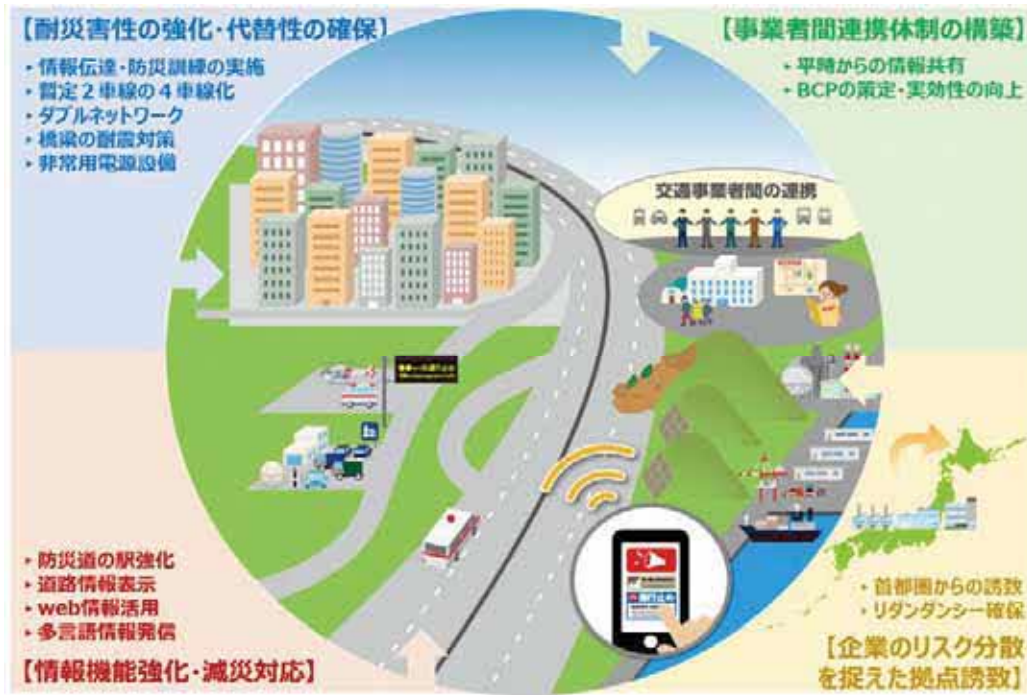 【耐災害性の強化・代替性の確保】
▸ 情報伝達・防災訓練の実施
▸ 暫定２車線の４車線化
▸ ダブルネットワーク
▸ 橋梁の耐震対策
▸ 非常用電源設備
【事業者間連携体制の構築】
▸ 平時からの情報共有
▸ BCPの策定・実効性の向上
交通事業者間の連携
▸ 防災道の駅強化
▸ 道路情報表示
▸ web情報活用
▸ 多言語情報発信
【情報機能強化・減災対応】
▸ 首都圏からの誘致
▸ リダンダンシー確保
【企業のリスク分散
を捉えた拠点誘致】